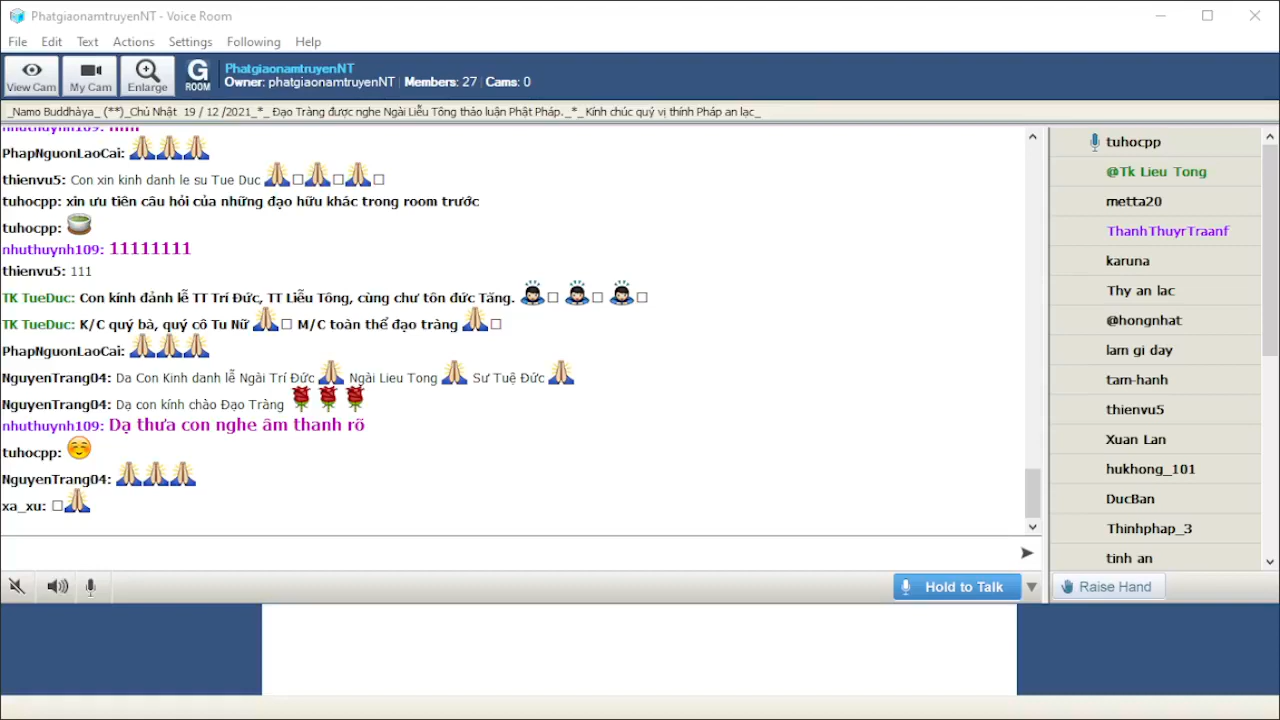 PhatgiaonamtruyenNT - Voice Room
File Edit Text Actions Settings Following Help
View Cam My Cam Enlarge G ROOM
PhatgiaonamtruyenNT
Owner: phatgiaonamtruyenNT | Members: 27 | Cams: 0
_Namo Buddhàya_ (**)_Chủ Nhật 19 / 12 /2021_*_ Đạo Tràng được nghe Ngài Liễu Tông thảo luận Phật Pháp._*_Kính chúc quý vị thính Pháp an lạc_
nhuthuynh109:
PhapNguonLaoCai:
thienvu5: Con xin kinh danh le su Tue Duc
tuhocpp: xin ưu tiên câu hỏi của những đạo hữu khác trong room trước
tuhocpp:
nhuthuynh109: 11111111
thienvu5: 111
TK TueDuc: Con kính đảnh lễ TT Trí Đức, TT Liễu Tông, cùng chư tôn đức Tăng.
TK TueDuc: K/C quý bà, quý cô Tu Nữ M/C toàn thể đạo tràng
PhapNguonLaoCai:
NguyenTrang04: Da Con Kinh danh lễ Ngài Trí Đức Ngài Lieu Tong Sư Tuệ Đức
NguyenTrang04: Dạ con kính chào Đạo Tràng
nhuthuynh109: Dạ thưa con nghe âm thanh rõ
tuhocpp:
NguyenTrang04:
xa_xu:
tuhocpp
@Tk Lieu Tong
metta20
ThanhThuyrTraanf
karuna
Thy an lac
@hongnhat
lam gi day
tam-hanh
thienvu5
Xuan Lan
hukhong_101
DucBan
Thinhphap_3
tinh an
Hold to Talk
Raise Hand